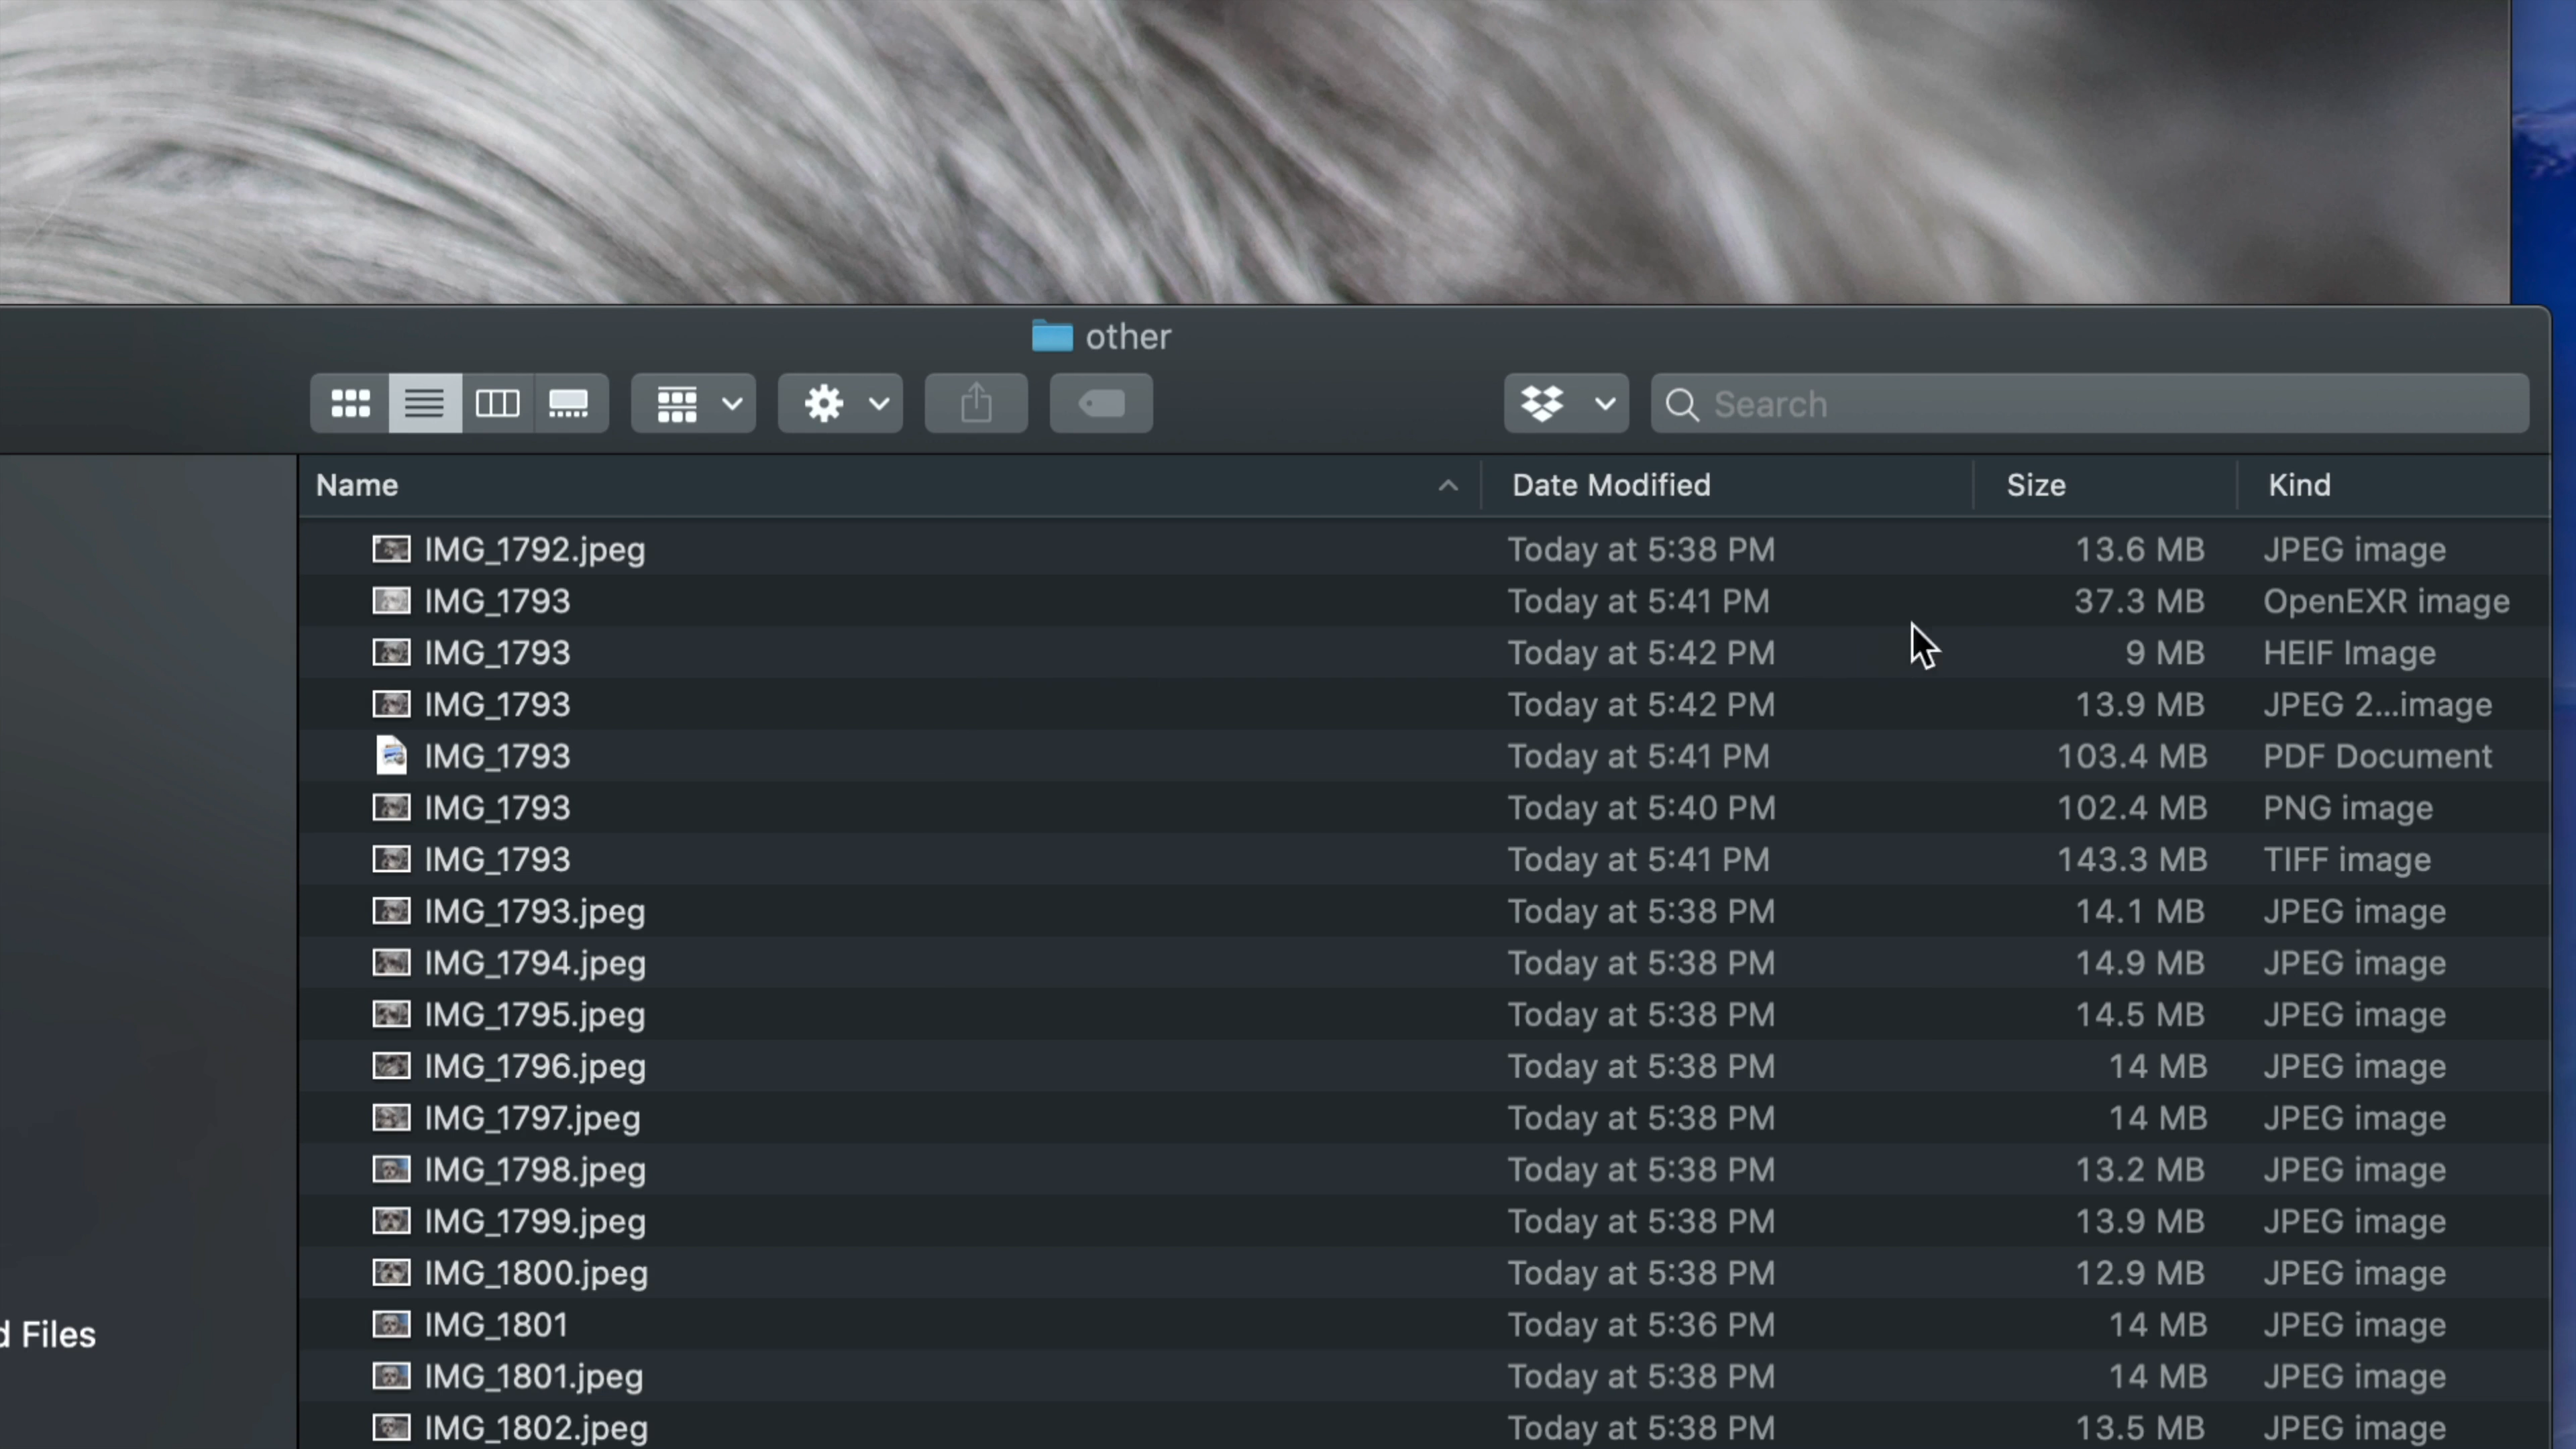 other
Search
Name Date Modified Size Kind
IMG_1792.jpeg Today at 5:38 PM 13.6 MB JPEG image
IMG_1793 Today at 5:41 PM 37.3 MB OpenEXR image
IMG_1793 Today at 5:42 PM 9 MB HEIF Image
IMG_1793 Today at 5:42 PM 13.9 MB JPEG 2...image
IMG_1793 Today at 5:41 PM 103.4 MB PDF Document
IMG_1793 Today at 5:40 PM 102.4 MB PNG image
IMG_1793 Today at 5:41 PM 143.3 MB TIFF image
IMG_1793.jpeg Today at 5:38 PM 14.1 MB JPEG image
IMG_1794.jpeg Today at 5:38 PM 14.9 MB JPEG image
IMG_1795.jpeg Today at 5:38 PM 14.5 MB JPEG image
IMG_1796.jpeg Today at 5:38 PM 14 MB JPEG image
IMG_1797.jpeg Today at 5:38 PM 14 MB JPEG image
IMG_1798.jpeg Today at 5:38 PM 13.2 MB JPEG image
IMG_1799.jpeg Today at 5:38 PM 13.9 MB JPEG image
IMG_1800.jpeg Today at 5:38 PM 12.9 MB JPEG image
IMG_1801 Today at 5:36 PM 14 MB JPEG image
d Files
IMG_1801.jpeg Today at 5:38 PM 14 MB JPEG image
IMG_1802.jpeg Today at 5:38 PM 13.5 MB JPEG image